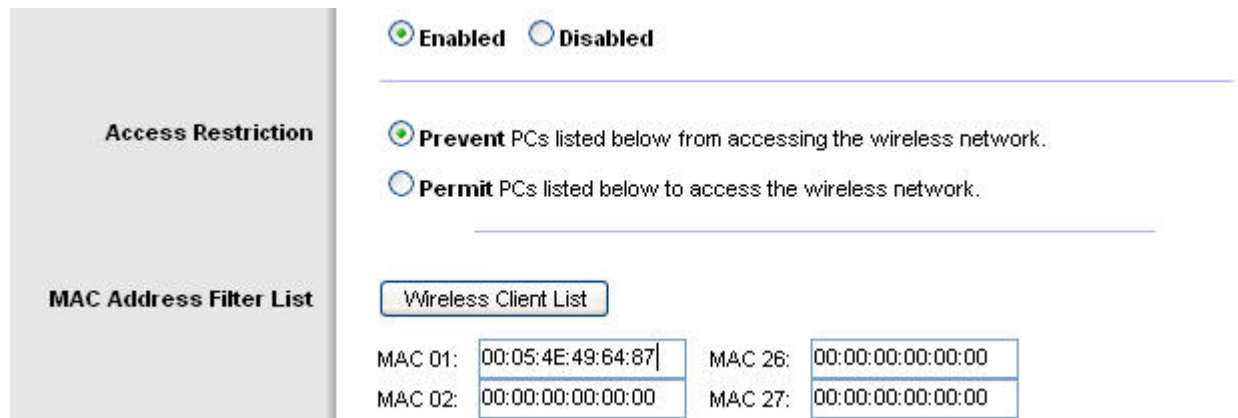 Enabled Disabled
Access Restriction
Prevent PCs listed below from accessing the wireless network.
Permit PCs listed below to access the wireless network.
MAC Address Filter List
Wireless Client List
MAC 01: 00:05:4E:49:64:87 MAC 26: 00:00:00:00:00:00
MAC 02: 00:00:00:00:00:00 MAC 27: 00:00:00:00:00:00